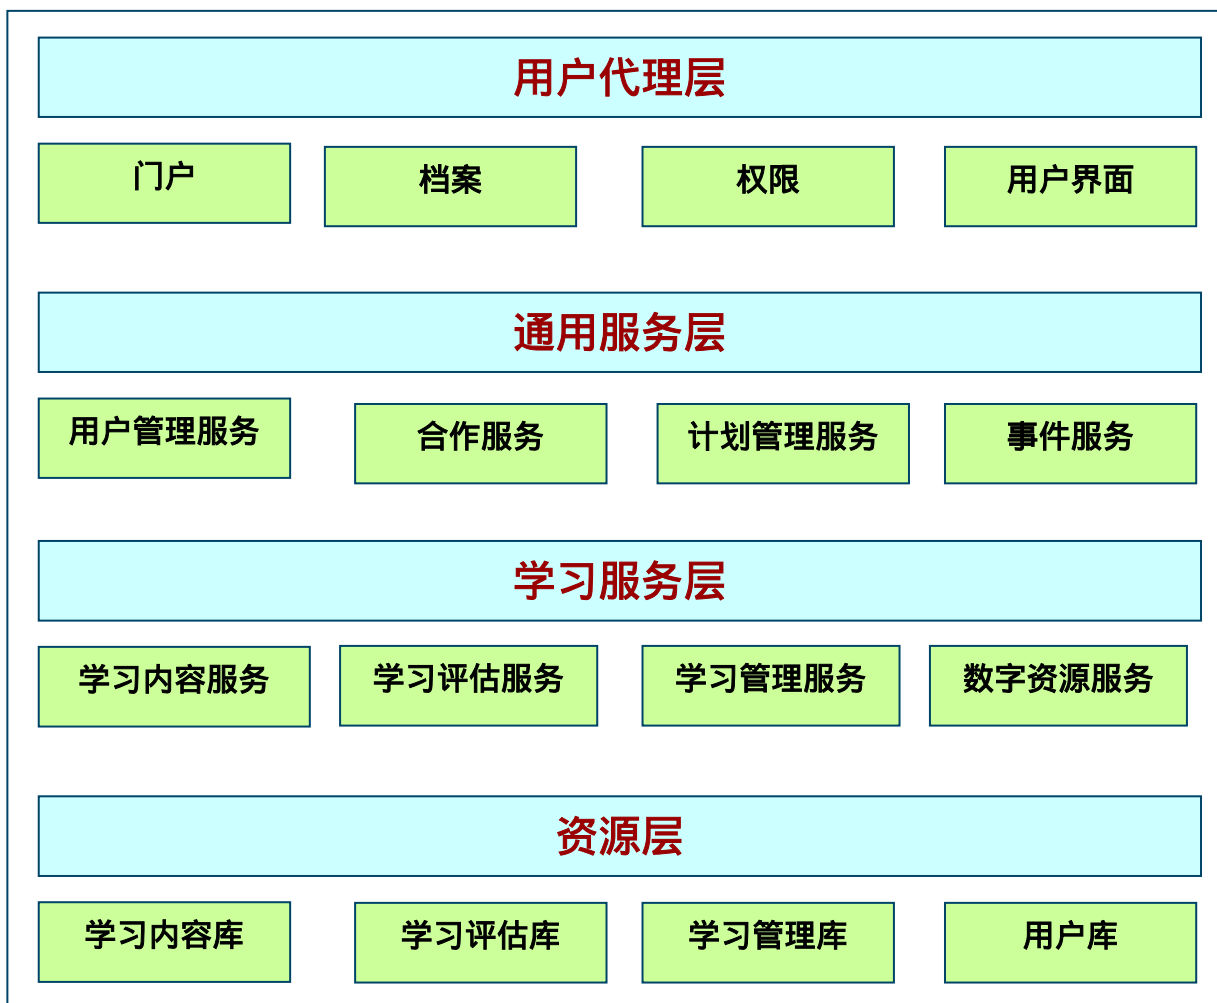 用户代理层
门户
档案
权限
用户界面
通用服务层
用户管理服务
合作服务
计划管理服务
事件服务
学习服务层
学习内容服务
学习评估服务
学习管理服务
数字资源服务
资源层
学习内容库
学习评估库
学习管理库
用户库